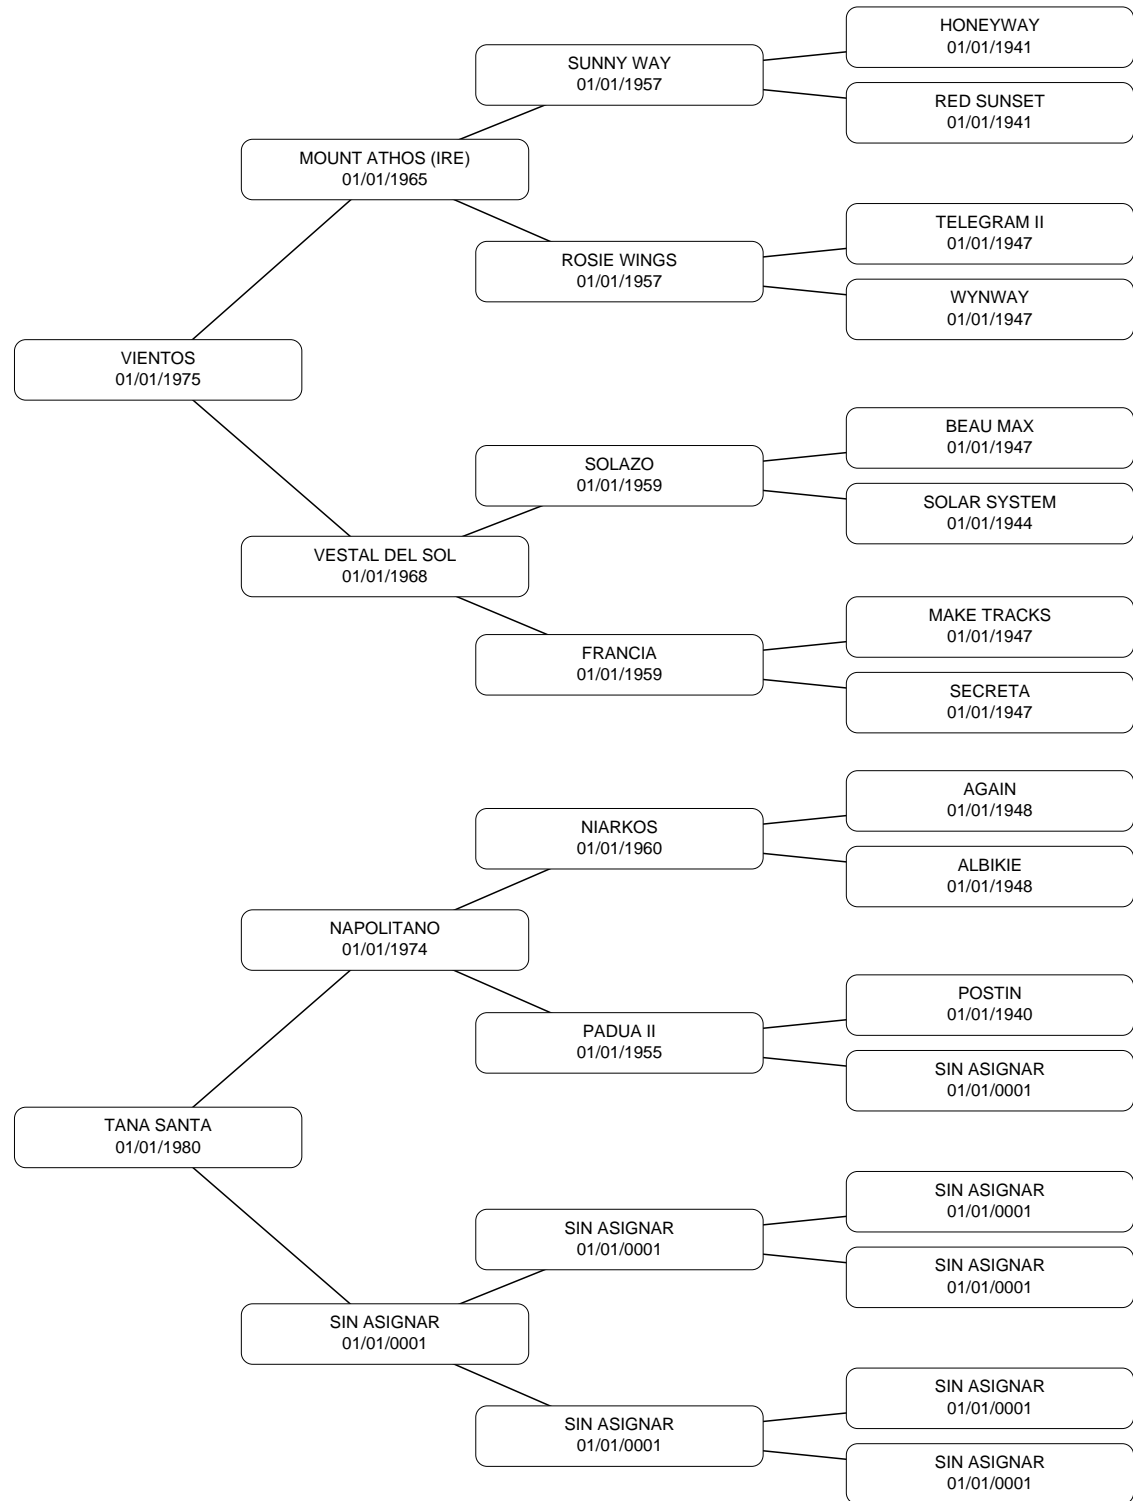 HONEYWAY
01/01/1941
SUNNY WAY
01/01/1957
RED SUNSET
01/01/1941
MOUNT ATHOS (IRE)
01/01/1965
TELEGRAM II
01/01/1947
ROSIE WINGS
01/01/1957
WYNWAY
01/01/1947
VIENTOS
01/01/1975
BEAU MAX
01/01/1947
SOLAZO
01/01/1959
SOLAR SYSTEM
01/01/1944
VESTAL DEL SOL
01/01/1968
MAKE TRACKS
01/01/1947
FRANCIA
01/01/1959
SECRETA
01/01/1947
AGAIN
01/01/1948
NIARKOS
01/01/1960
ALBIKIE
01/01/1948
NAPOLITANO
01/01/1974
POSTIN
01/01/1940
PADUA II
01/01/1955
SIN ASIGNAR
01/01/0001
TANA SANTA
01/01/1980
SIN ASIGNAR
01/01/0001
SIN ASIGNAR
01/01/0001
SIN ASIGNAR
01/01/0001
SIN ASIGNAR
01/01/0001
SIN ASIGNAR
01/01/0001
SIN ASIGNAR
01/01/0001
SIN ASIGNAR
01/01/0001